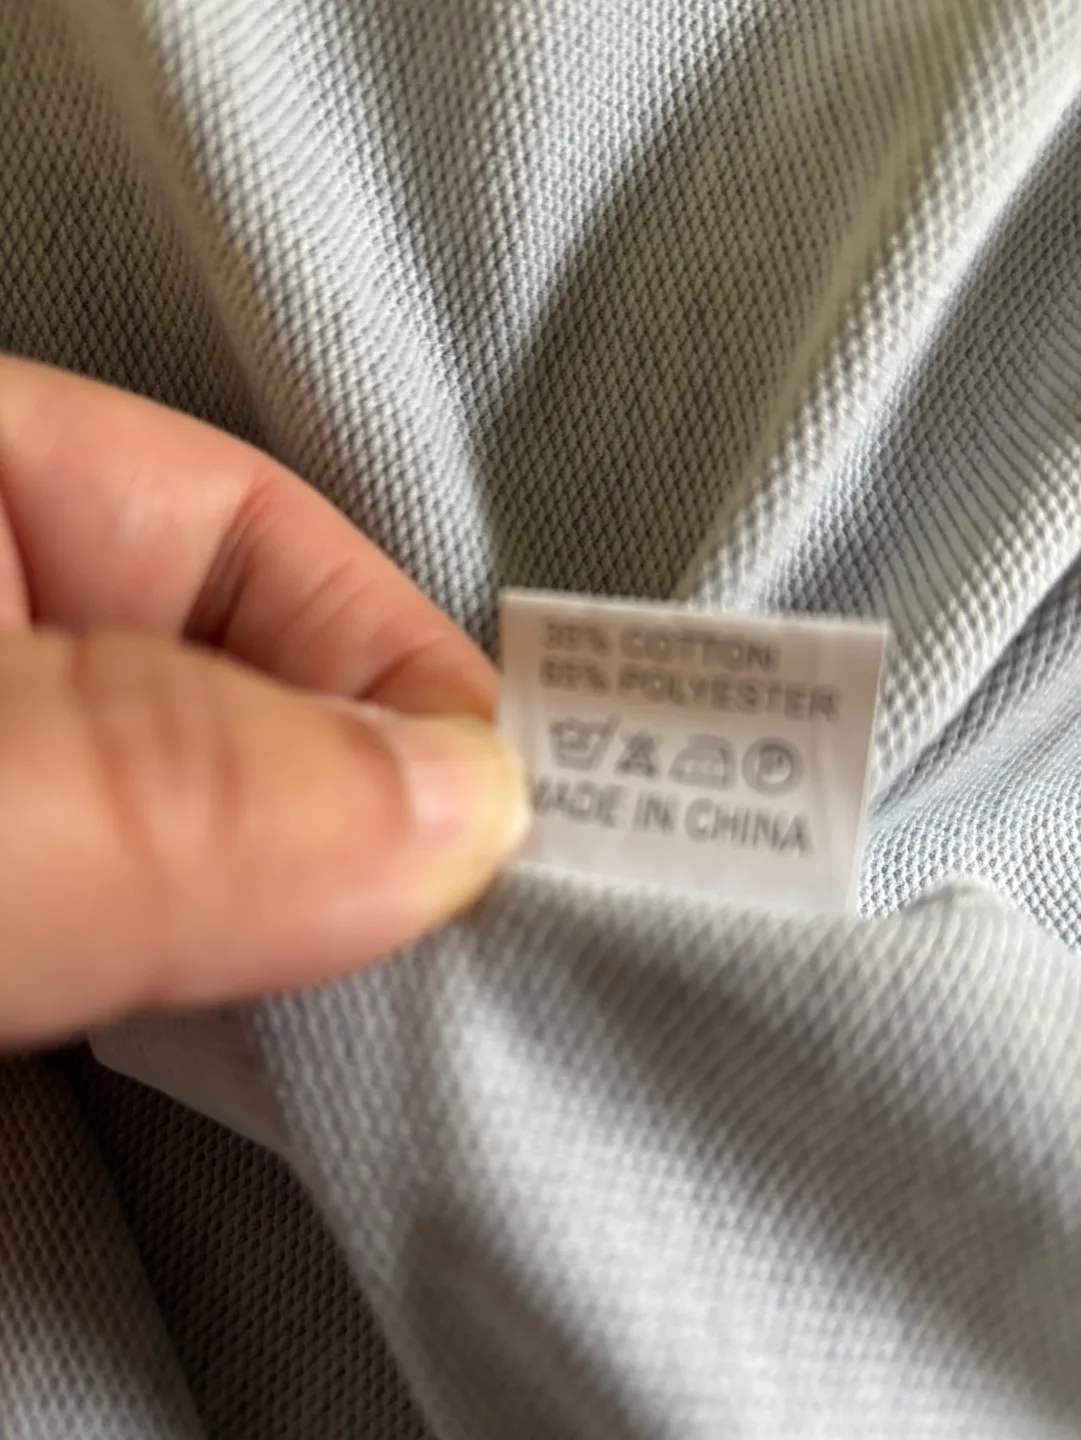 35% COTTON
65% POLYESTER
MADE IN CHINA